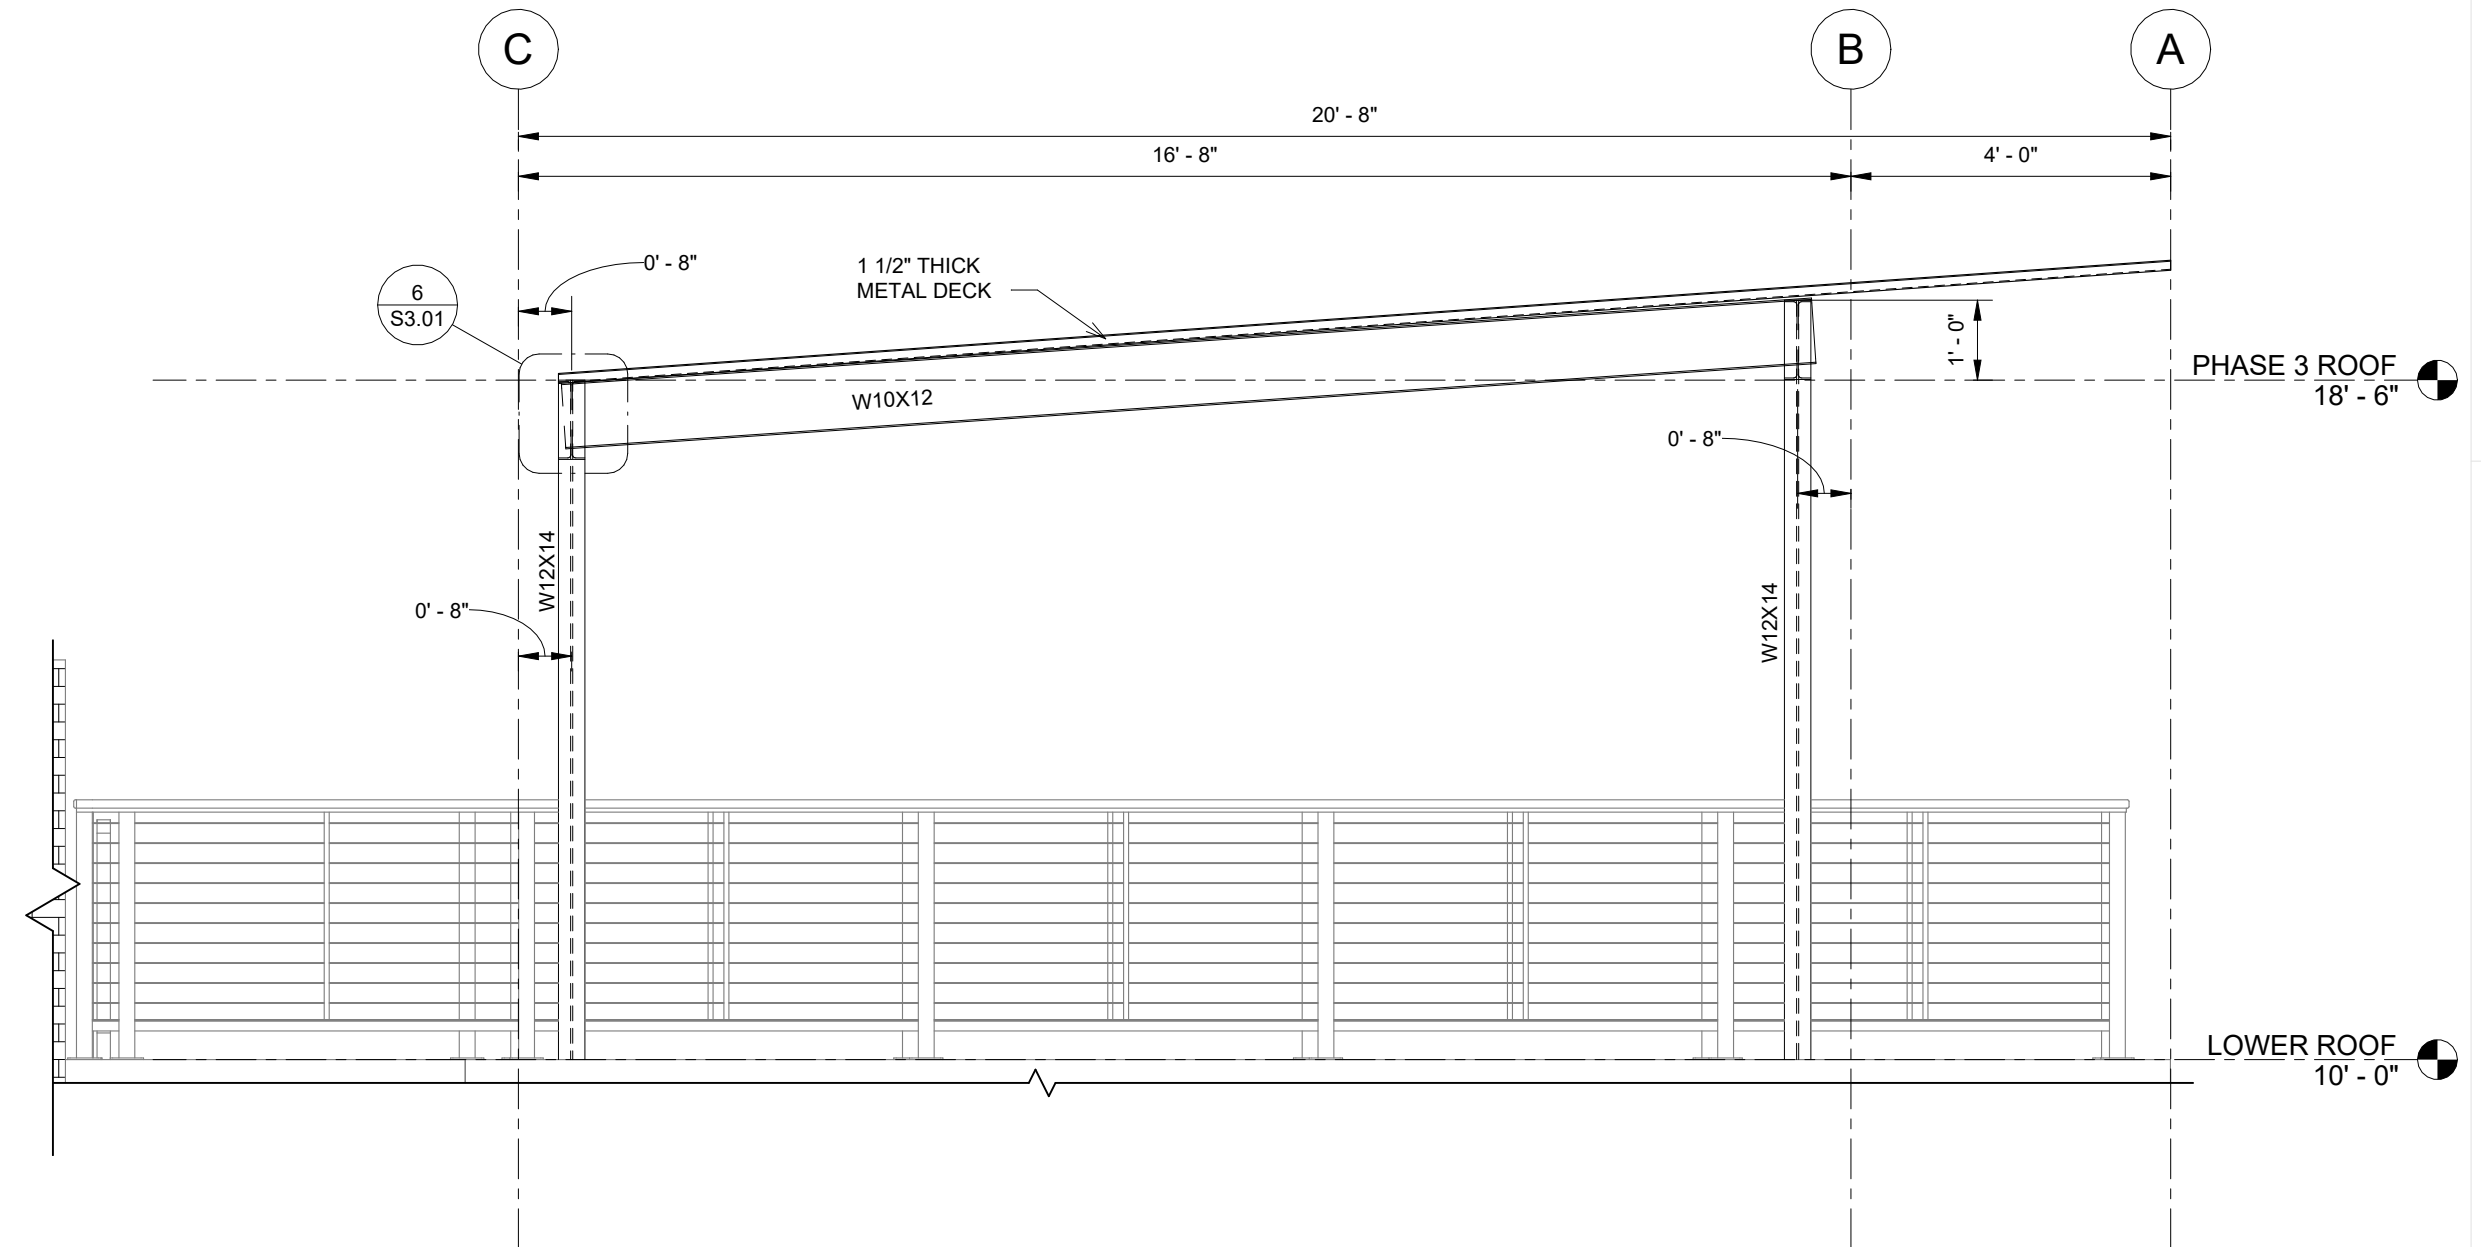 C
B
A
20' - 8"
16' - 8"
4' - 0"
0' - 8"
1 1/2" THICK
METAL DECK
6
S3.01
1' - 0"
PHASE 3 ROOF
18' - 6"
W10X12
0' - 8"
W12X14
0' - 8"
W12X14
LOWER ROOF
10' - 0"